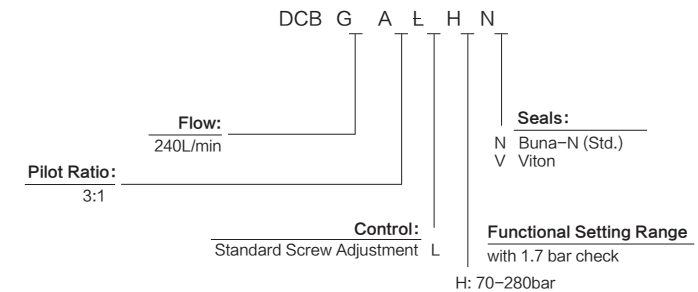 DCB G A L H N
Flow:
240L/min
Pilot Ratio:
3:1
Control:
Standard Screw Adjustment L
Seals:
N Buna-N (Std.)
V Viton
Functional Setting Range
with 1.7 bar check
H: 70-280bar